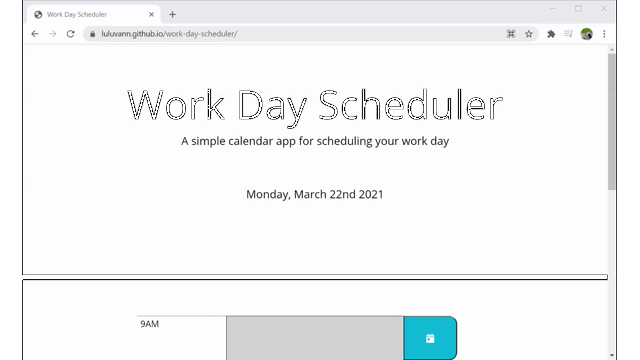 Work Day Scheduler
luluvann.github.io/work-day-scheduler/
Work Day Scheduler
A simple calendar app for scheduling your work day
Monday, March 22nd 2021
9AM